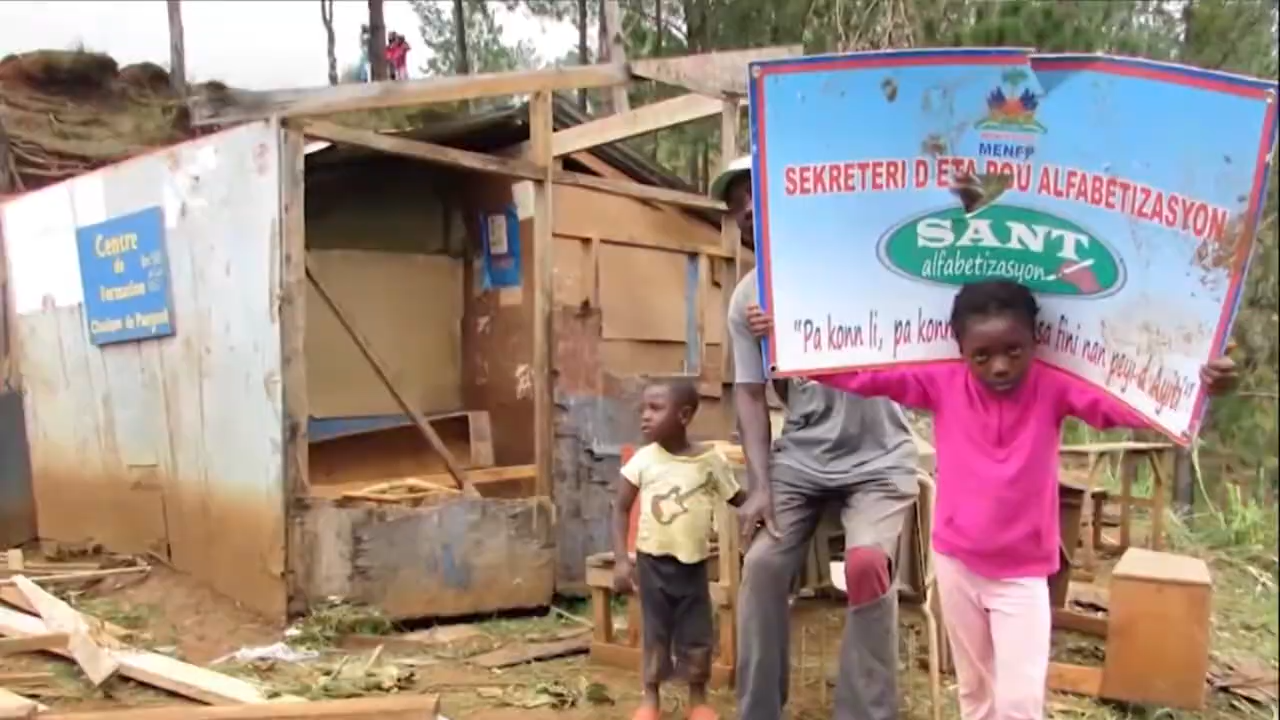 Centre
de
Formation
MENFP
SEKRETERI D ETA POU ALFABETIZASYON
SANT
alfabetizasyon
"Pa konn li, pa konn sa fini nan peyi d Ayiti"